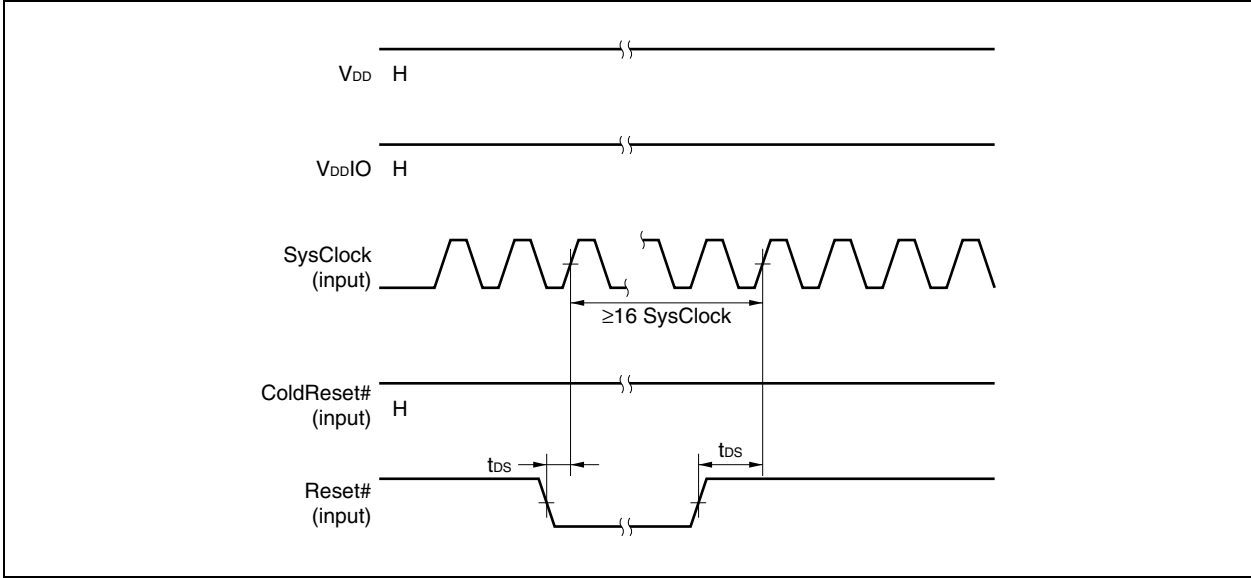 VDD H
VDDIO H
SysClock
(input)
≥16 SysClock
ColdReset#
(input) H
tDS
tDS
Reset#
(input)